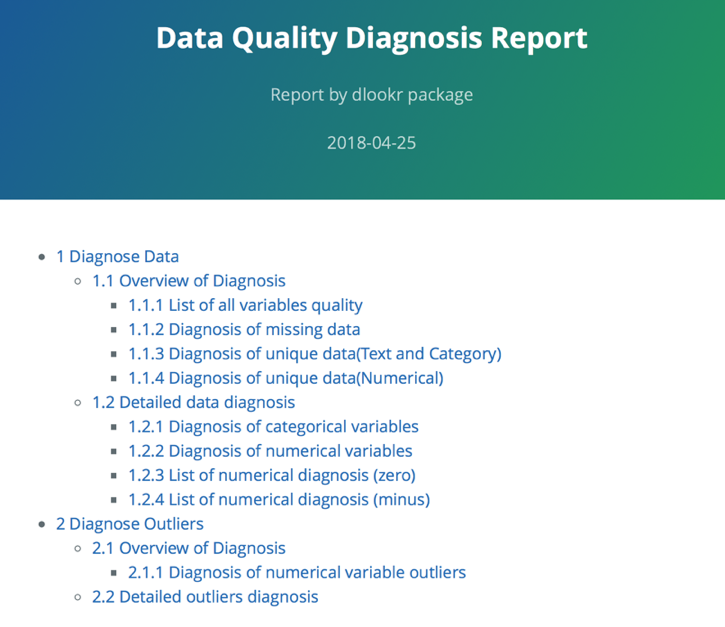 Data Quality Diagnosis Report
Report by dlookr package
2018-04-25
1 Diagnose Data
1.1 Overview of Diagnosis
1.1.1 List of all variables quality
1.1.2 Diagnosis of missing data
1.1.3 Diagnosis of unique data(Text and Category)
1.1.4 Diagnosis of unique data(Numerical)
1.2 Detailed data diagnosis
1.2.1 Diagnosis of categorical variables
1.2.2 Diagnosis of numerical variables
1.2.3 List of numerical diagnosis (zero)
1.2.4 List of numerical diagnosis (minus)
2 Diagnose Outliers
2.1 Overview of Diagnosis
2.1.1 Diagnosis of numerical variable outliers
2.2 Detailed outliers diagnosis